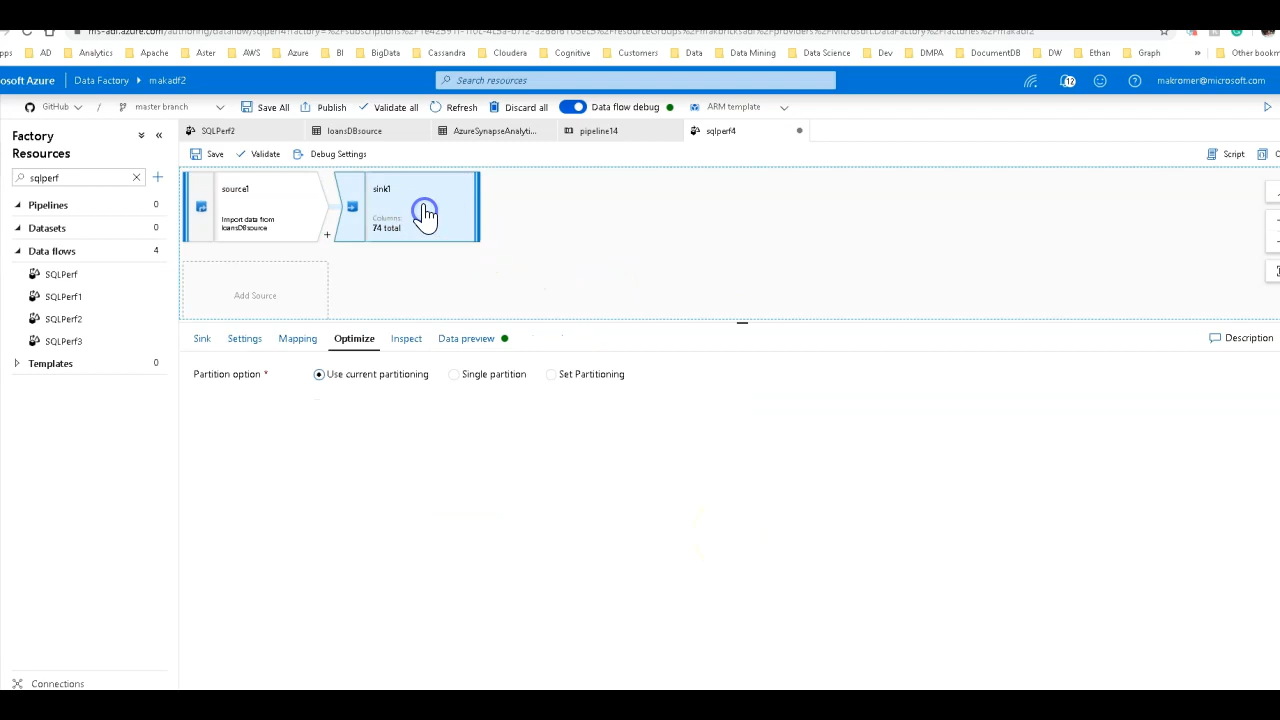 Apps AD Analytics Apache Aster AWS Azure BI BigData Cassandra Cloudera Cognitive Customers Data Data Mining Data Science Dev DMPA DocumentDB DW Ethan Graph » Other bookm
osoft Azure Data Factory makadf2 Search resources 12 makromer@microsoft.com
GitHub / master branch Save All Publish Validate all Refresh Discard all Data flow debug ARM template
Factory Resources
SQLPerf2 loansDBsource AzureSynapseAnalyti... pipeline14 sqlperf4
Save Validate Debug Settings Script
sqlperf
source1
Import data from loansDBsource
sink1
Columns:
74 total
+
Add Source
Pipelines 0
Datasets 0
Data flows 4
SQLPerf
SQLPerf1
SQLPerf2
SQLPerf3
Templates 0
Sink Settings Mapping Optimize Inspect Data preview Description
Partition option * Use current partitioning Single partition Set Partitioning
Connections